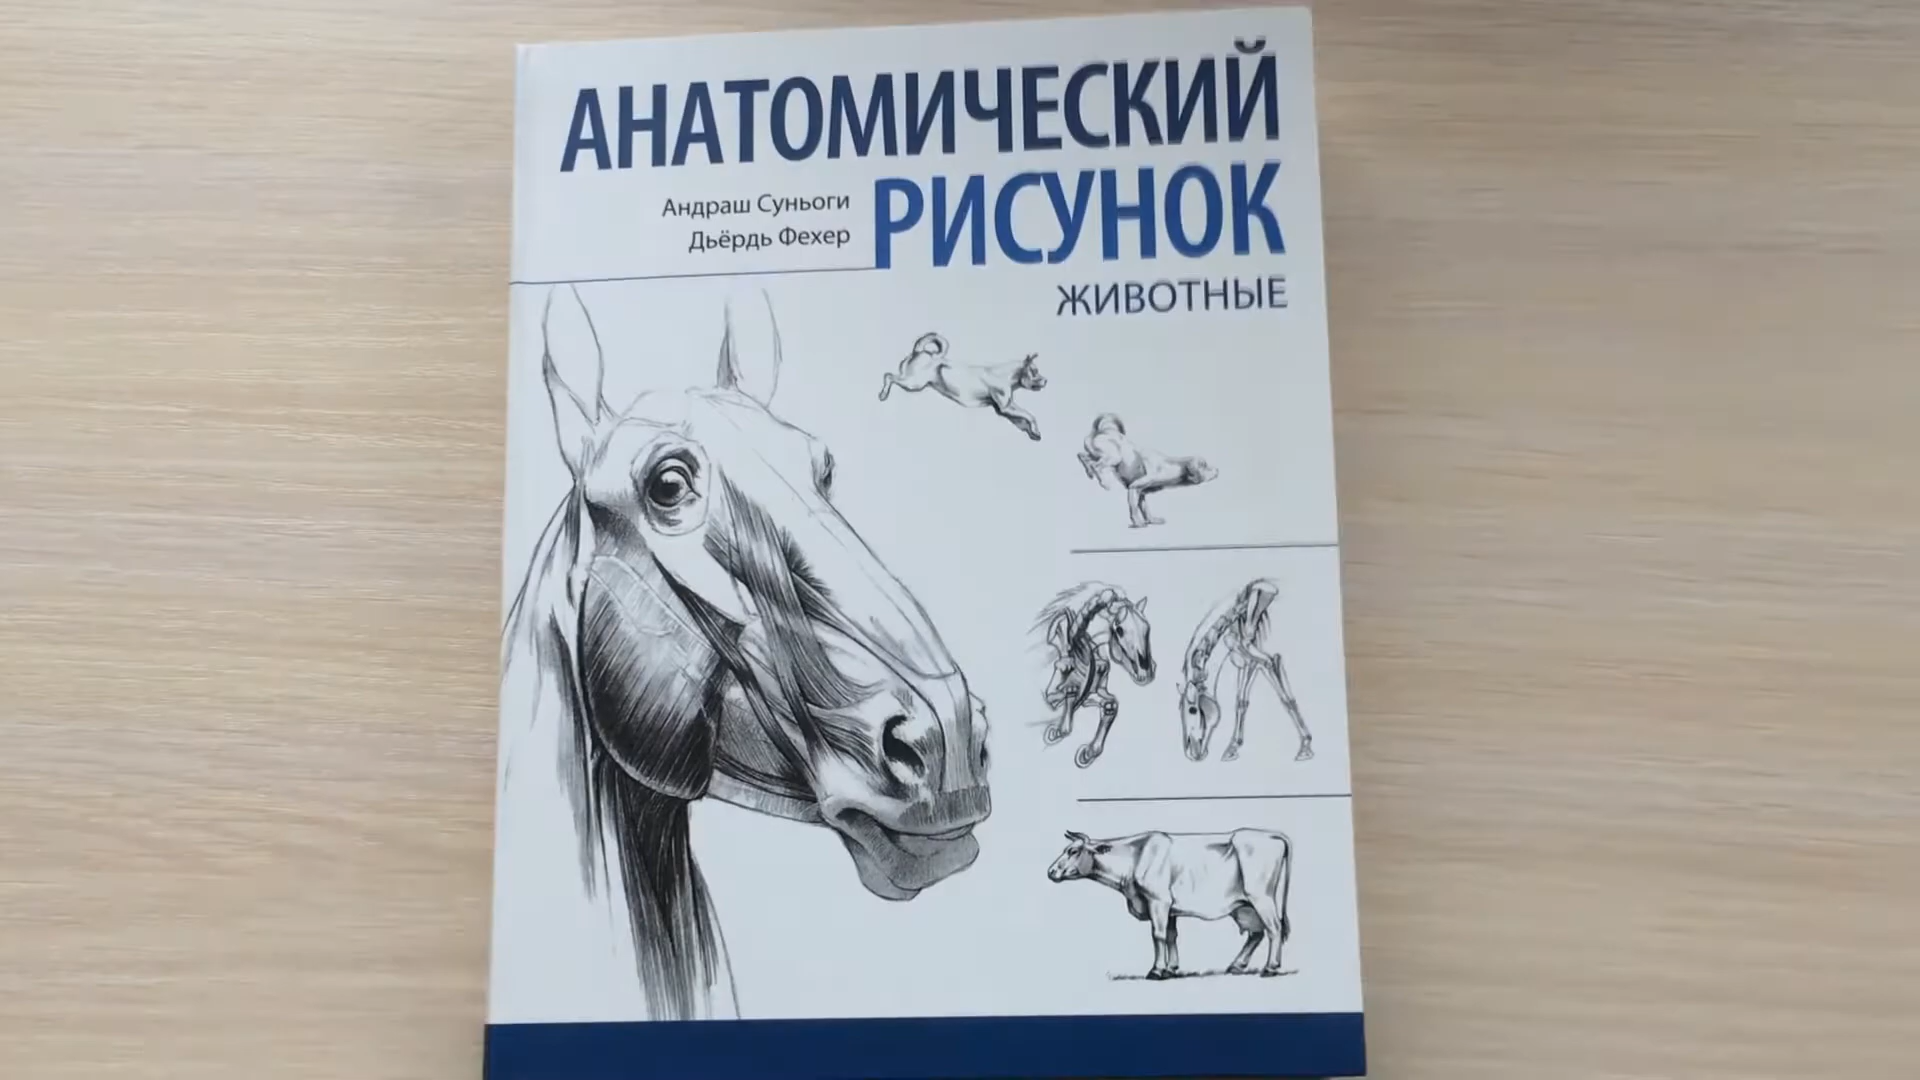 АНАТОМИЧЕСКИЙ
РИСУНОК
Андраш Суньоги
Дьёрдь Фехер
ЖИВОТНЫЕ